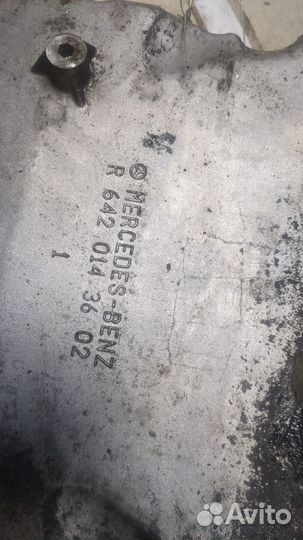 MERCEDES-BENZ
R 642 014 36 02
1
Avito